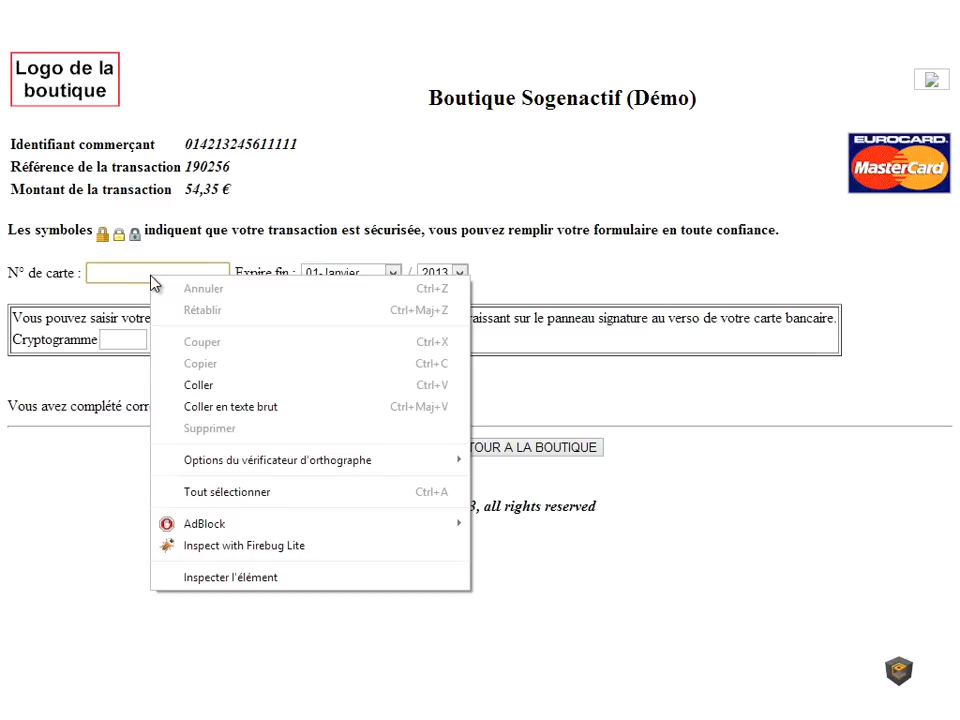 Logo de la
boutique
Boutique Sogenactif (Démo)
Identifiant commerçant 014213245611111
Référence de la transaction 190256
Montant de la transaction 54,35 €
EUROCARD
MasterCard
Les symboles indiquent que votre transaction est sécurisée, vous pouvez remplir votre formulaire en toute confiance.
N° de carte : Expire fin : 01-Janvier / 2013
Annuler Ctrl+Z
Rétablir Ctrl+Maj+Z
Vous pouvez saisir votre aissant sur le panneau signature au verso de votre carte bancaire.
Cryptogramme
Couper Ctrl+X
Copier Ctrl+C
Coller Ctrl+V
Coller en texte brut Ctrl+Maj+V
Vous avez complété corr
Supprimer
TOUR A LA BOUTIQUE
Options du vérificateur d'orthographe
Tout sélectionner Ctrl+A
3, all rights reserved
AdBlock
Inspect with Firebug Lite
Inspecter l'élément